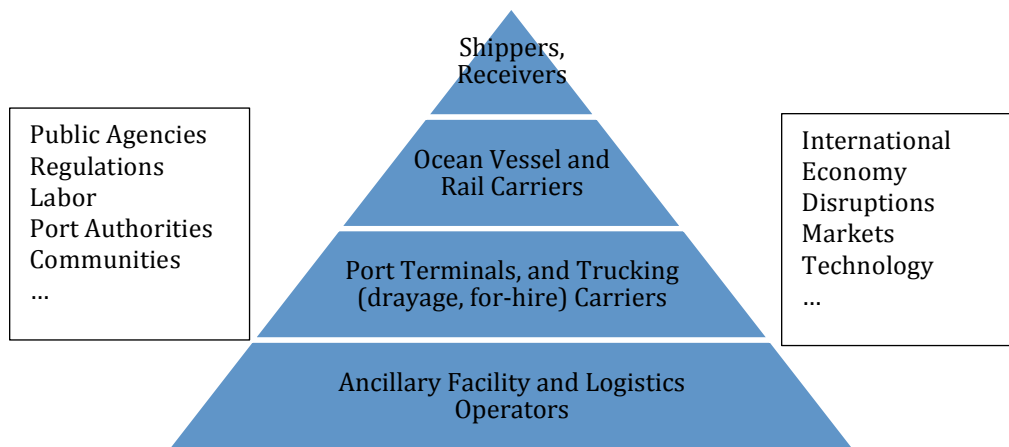 Shippers,
Receivers
Public Agencies
Regulations
Labor
Port Authorities
Communities
…
Ocean Vessel and
Rail Carriers
International
Economy
Disruptions
Markets
Technology
…
Port Terminals, and Trucking
(drayage, for-hire) Carriers
Ancillary Facility and Logistics
Operators